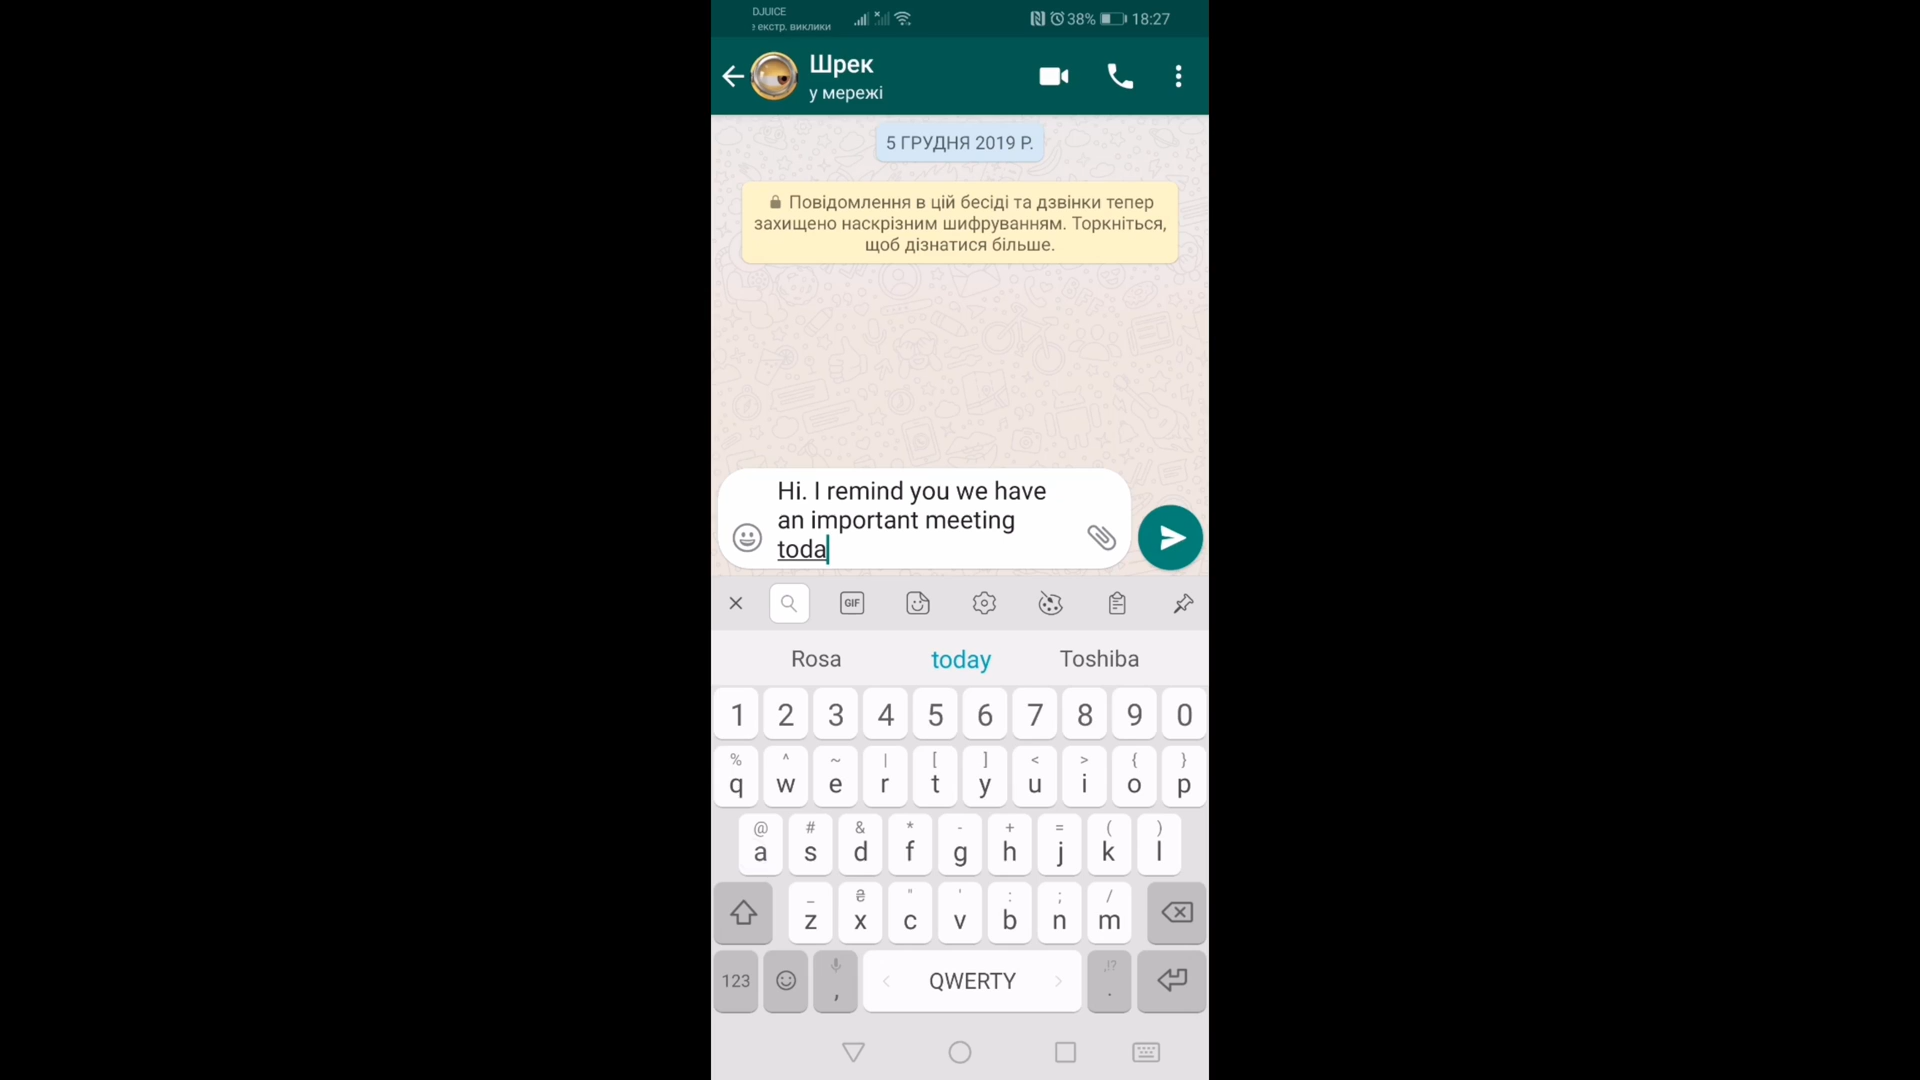 DJUICE
е екстр. виклики
38%
18:27
Шрек
у мережі
5 ГРУДНЯ 2019 Р.
Повідомлення в цій бесіді та дзвінки тепер
захищено наскрізним шифруванням. Торкніться,
щоб дізнатися більше.
Hi. I remind you we have
an important meeting
toda
GIF
Rosa today Toshiba
1 2 3 4 5 6 7 8 9 0
% ^ ~ | [ ] < > { }
q w e r t y u i o p
@ # & * - + = ( )
a s d f g h j k l
_ ₴ " ' : ; /
z x c v b n m
,!?
123 , < QWERTY > .